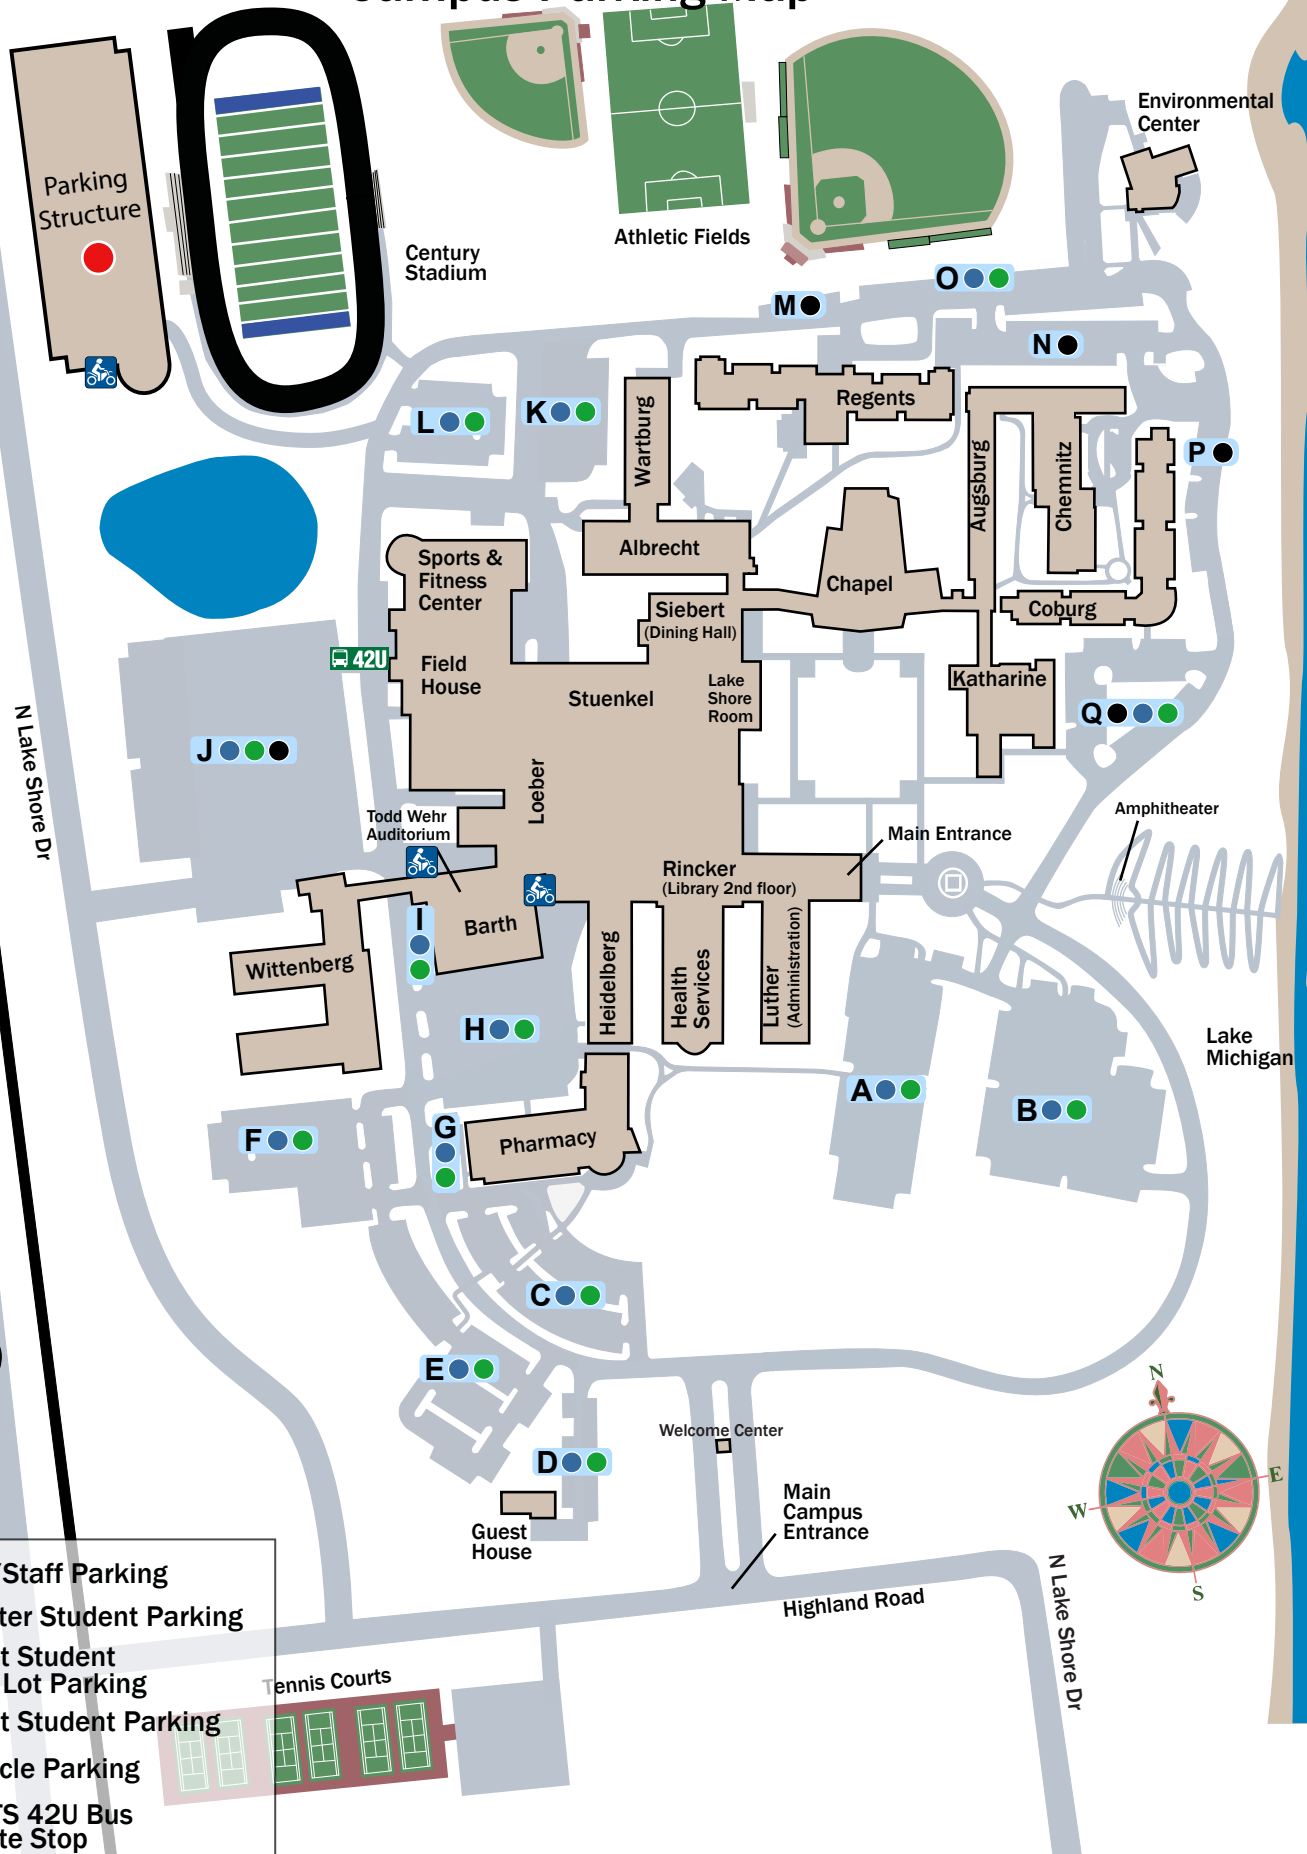 Campus Parking Map
Environmental
Center
Parking
Structure
Century
Stadium
Athletic Fields
O
M
N
L
K
Regents
Wartburg
Augsburg
Chemnitz
P
Albrecht
Sports &
Fitness
Center
Chapel
Siebert
(Dining Hall)
Coburg
42U
Field
House
Stuenkel
Lake
Shore
Room
Katharine
Q
N Lake Shore Dr
J
Loeber
Todd Wehr
Auditorium
Amphitheater
Main Entrance
Rincker
(Library 2nd floor)
I
Barth
Wittenberg
Heidelberg
Health
Services
Luther
(Administration)
H
Lake
Michigan
A
B
F
G
Pharmacy
C
E
N
Welcome Center
D
E
W
Main
Campus
Entrance
Guest
House
S
/Staff Parking
ter Student Parking
t Student
Lot Parking
t Student Parking
cle Parking
TS 42U Bus
te Stop
Highland Road
N Lake Shore Dr
Tennis Courts